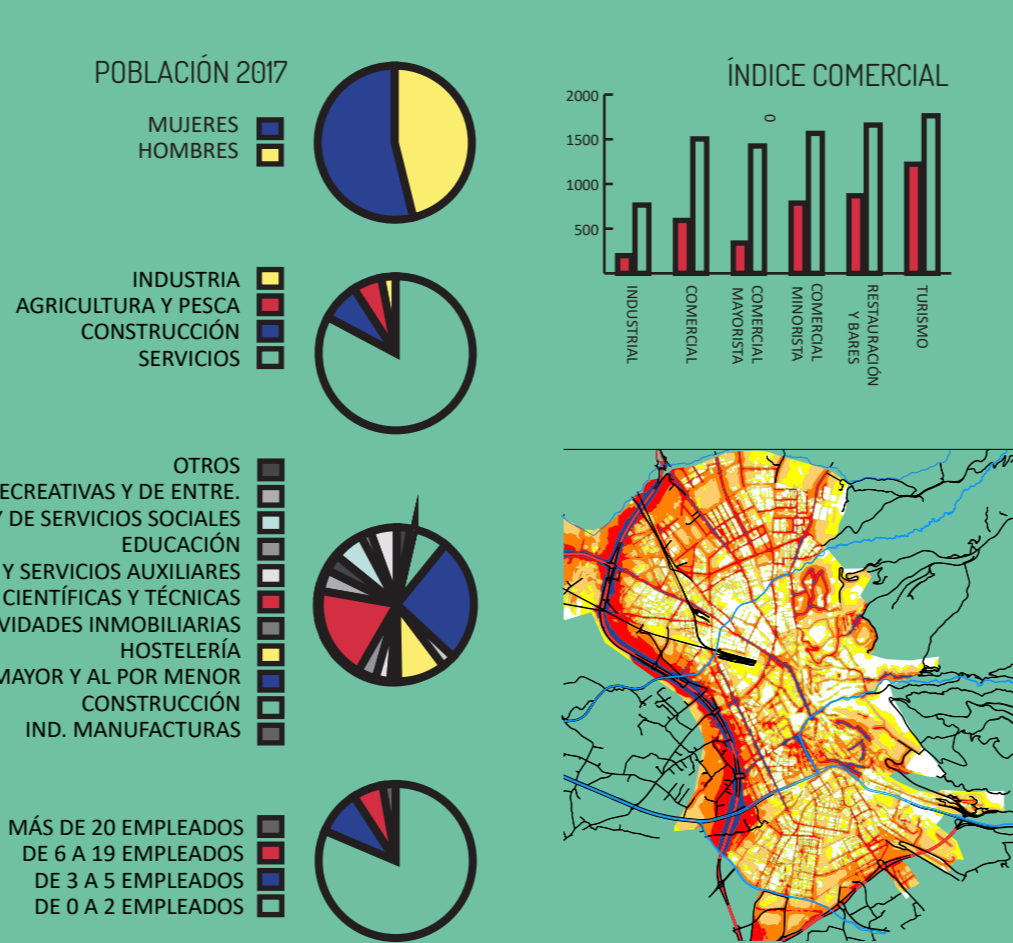 POBLACIÓN 2017
MUJERES
HOMBRES
INDUSTRIA
AGRICULTURA Y PESCA
CONSTRUCCIÓN
SERVICIOS
OTROS
ECREATIVAS Y DE ENTRE.
Y DE SERVICIOS SOCIALES
EDUCACIÓN
Y SERVICIOS AUXILIARES
CIENTÍFICAS Y TÉCNICAS
VIDADES INMOBILIARIAS
HOSTELERÍA
MAYOR Y AL POR MENOR
CONSTRUCCIÓN
IND. MANUFACTURAS
MÁS DE 20 EMPLEADOS
DE 6 A 19 EMPLEADOS
DE 3 A 5 EMPLEADOS
DE 0 A 2 EMPLEADOS
ÍNDICE COMERCIAL
2000
1500
1000
500
0
INDUSTRIAL
COMERCIAL
COMERCIAL
MAYORISTA
COMERCIAL
MINORISTA
RESTAURACIÓN
Y BARES
TURISMO